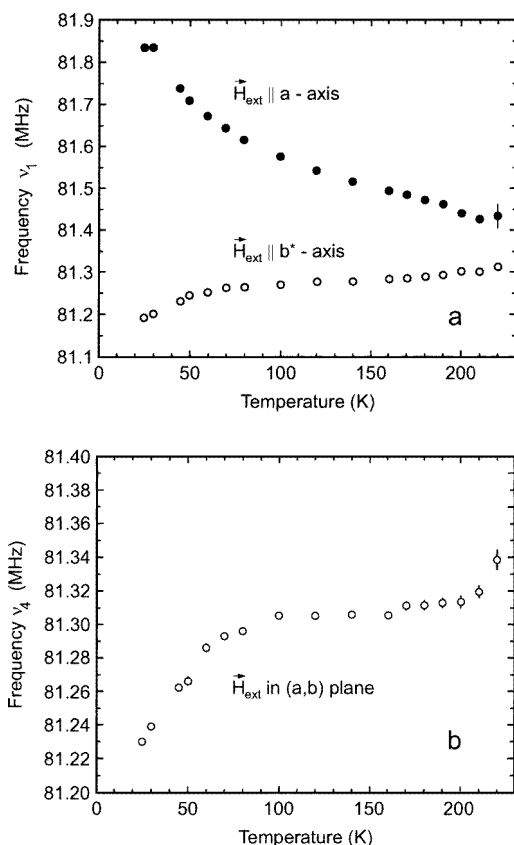 81.9
81.8
81.7
81.6
81.5
81.4
81.3
81.2
81.1
Frequency ν1 (MHz)
H⃗ext || a - axis
H⃗ext || b* - axis
a
0 50 100 150 200
Temperature (K)
81.40
81.38
81.36
81.34
81.32
81.30
81.28
81.26
81.24
81.22
81.20
Frequency ν4 (MHz)
H⃗ext in (a,b) plane
b
0 50 100 150 200
Temperature (K)